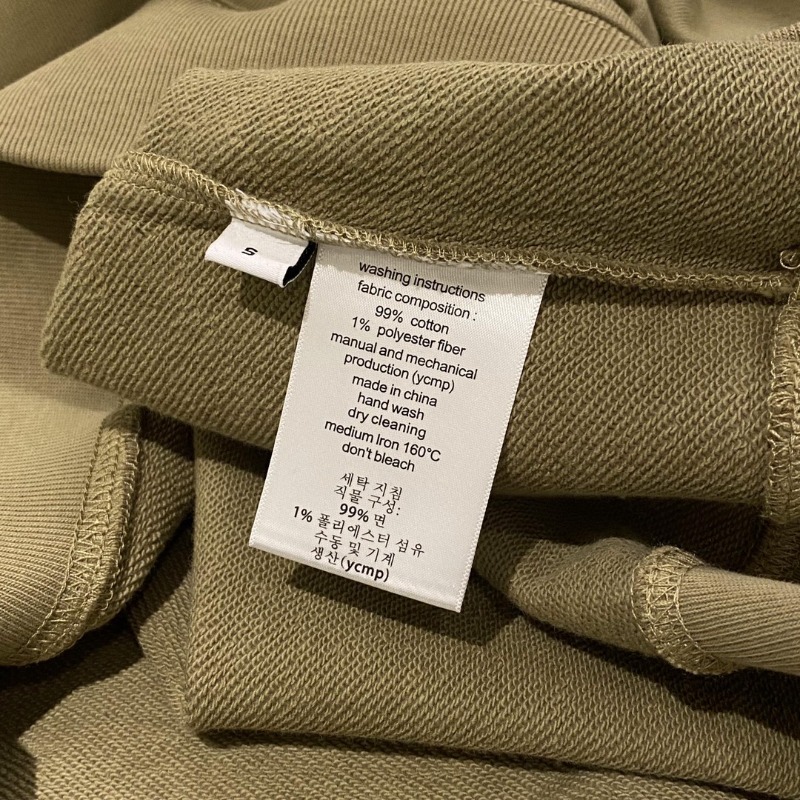 S
washing instructions
fabric composition :
99% cotton
1% polyester fiber
manual and mechanical
production (ycmp)
made in china
hand wash
dry cleaning
medium Iron 160°C
don't bleach
세탁 지침
직물 구성:
99% 면
1% 폴리에스터 섬유
수동 및 기계
생산(ycmp)